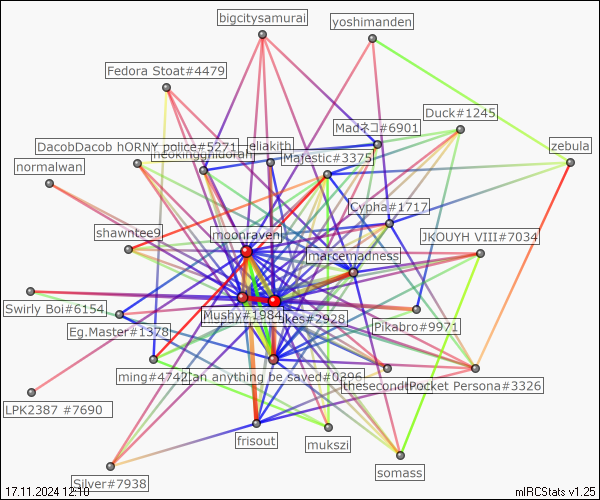 bigcitysamurai
yoshimanden
Fedora Stoat#4479
Duck#1245
Madネコ#6901
DacobDacob hORNY police#5271
eliakith
zebula
Majestic#3375
normalwan
Cypha#1717
shawntee9
moonraven
JKOUYH VIII#7034
marcemadness
Swirly Boi#6154
Mushy#1984
kes#2928
Eg.Master#1378
Pikabro#9971
ming#4742
an anything be saved#0396
thesecond
Pocket Persona#3326
LPK2387 #7690
frisout
mukszi
somass
Silver#7938
17.11.2024 12:10
mIRCStats v1.25